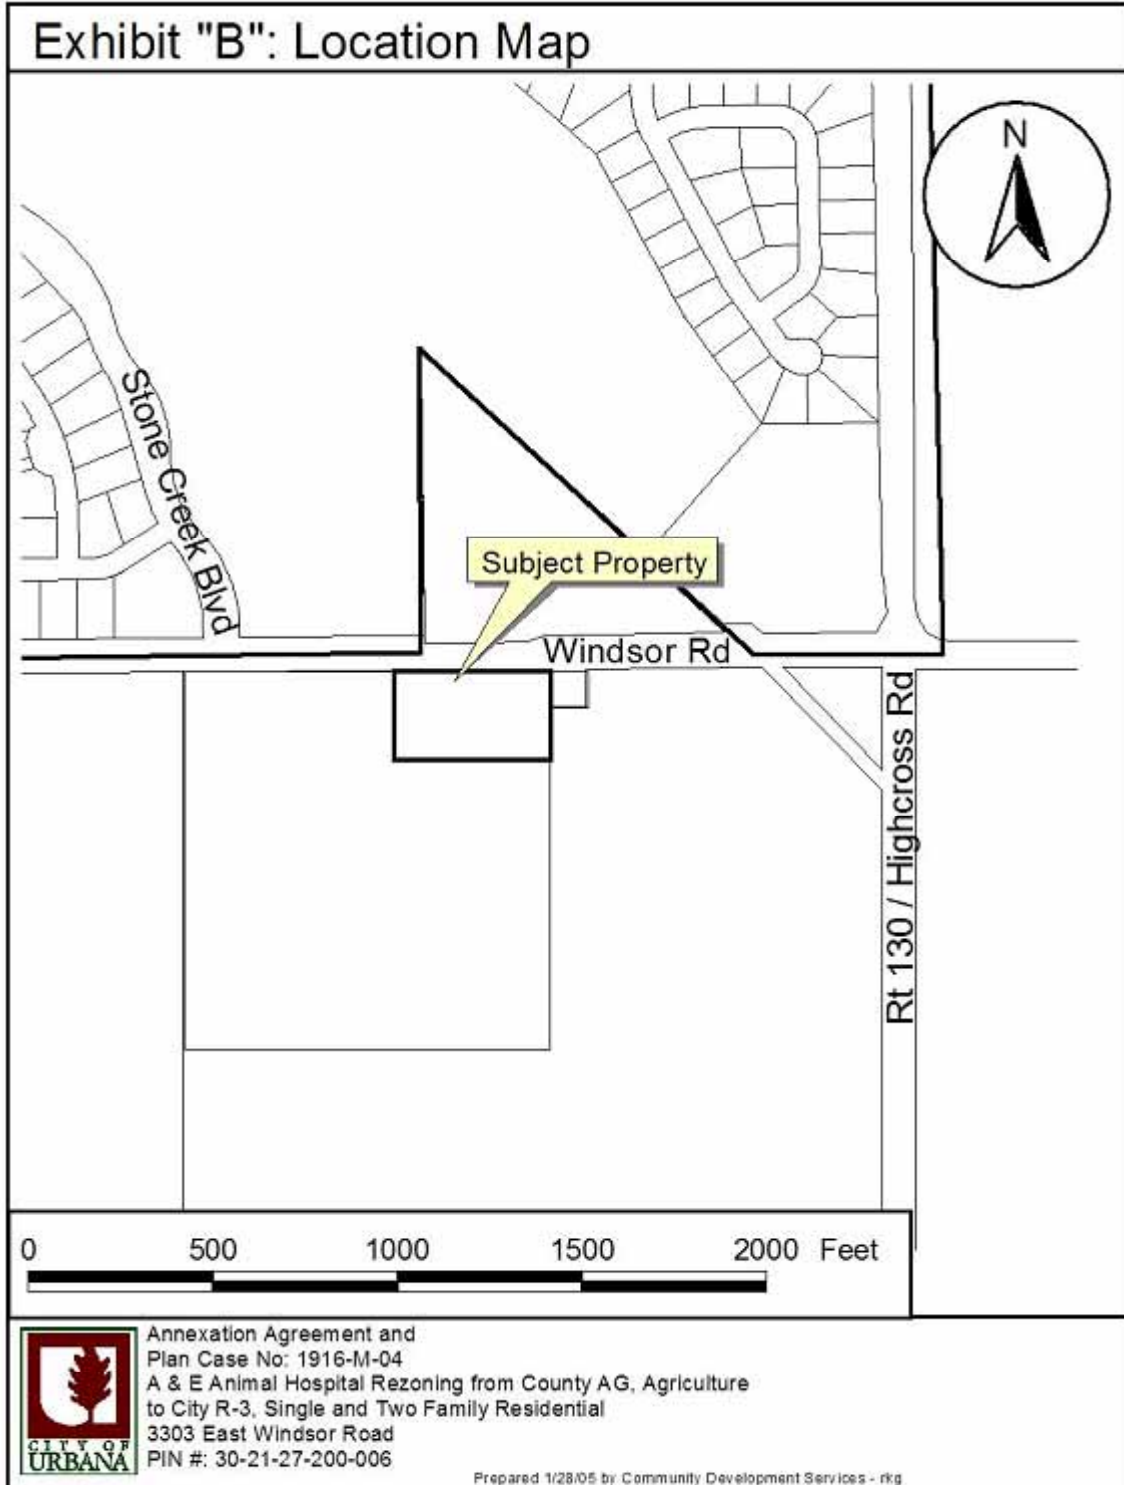 Exhibit "B": Location Map
N
Stone Creek Blvd
Subject Property
Windsor Rd
Rt 130 / Highcross Rd
0 500 1000 1500 2000 Feet
Annexation Agreement and
Plan Case No: 1916-M-04
A & E Animal Hospital Rezoning from County AG, Agriculture
to City R-3, Single and Two Family Residential
3303 East Windsor Road
PIN #: 30-21-27-200-006
CITY OF
URBANA
Prepared 1/28/05 by Community Development Services - rkg